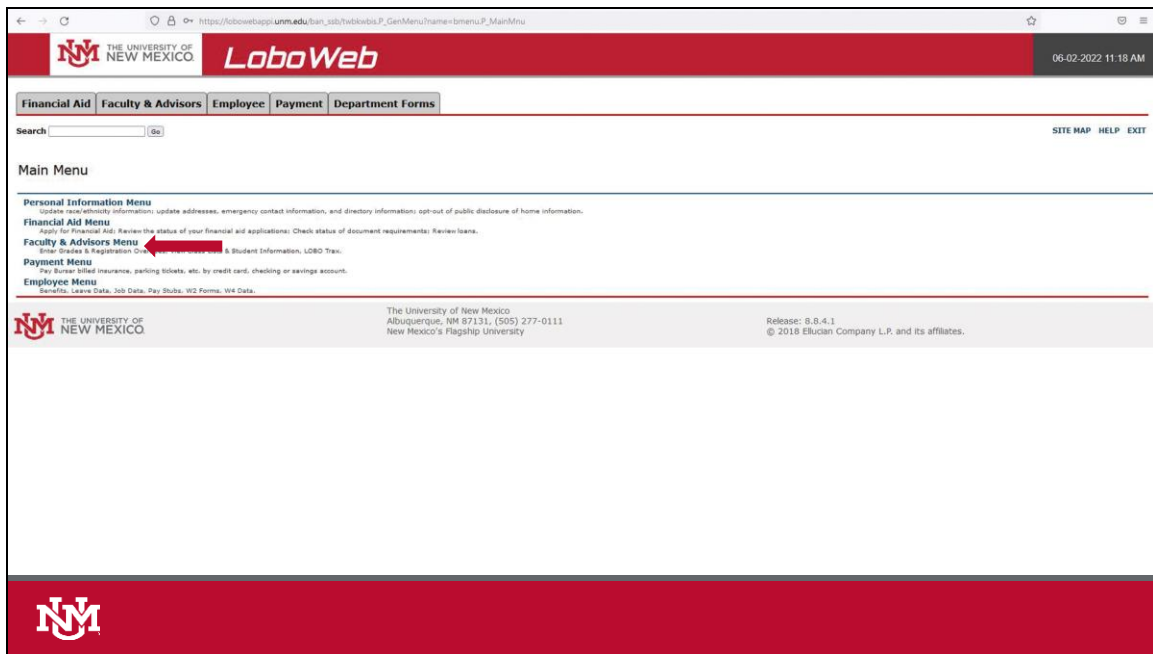 https://lobowebapp.unm.edu/ban_ssb/twbkwbis.P_GenMenu?name=bmenu.P_MainMnu
UNM THE UNIVERSITY OF
NEW MEXICO.
LoboWeb
06-02-2022 11:18 AM
Financial Aid Faculty & Advisors Employee Payment Department Forms
Search Go SITE MAP HELP EXIT
Main Menu
Personal Information Menu
Update race/ethnicity information; update addresses, emergency contact information, and directory information; opt-out of public disclosure of home information.
Financial Aid Menu
Apply for Financial Aid; Review the status of your financial aid applications; Check status of document requirements; Review loans.
Faculty & Advisors Menu
Enter Grades & Registration & Student Information, LOBO Trax.
Payment Menu
Pay Bursar billed insurance, parking tickets, etc. by credit card, checking or savings account.
Employee Menu
Benefits, Leave Data, Job Data, Pay Stubs, W2 Forms, W4 Data.
UNM THE UNIVERSITY OF
NEW MEXICO.
The University of New Mexico
Albuquerque, NM 87131, (505) 277-0111
New Mexico's Flagship University
Release: 8.8.4.1
© 2018 Ellucian Company L.P. and its affiliates.
UNM